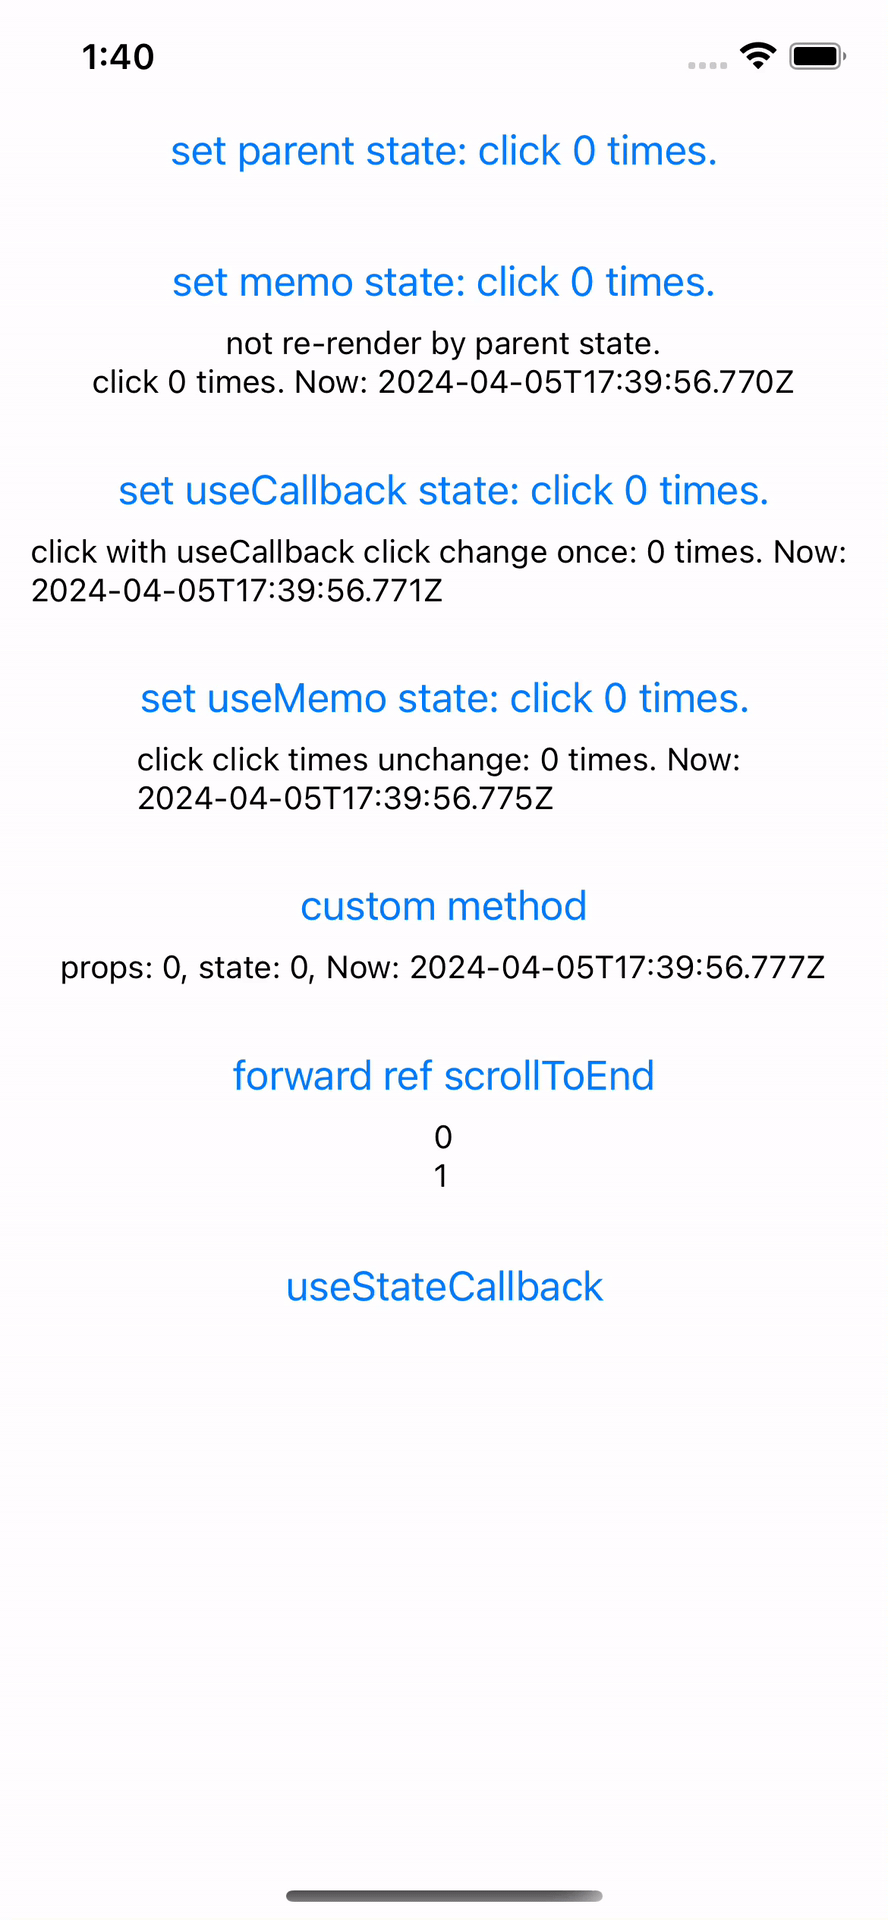 1:40
set parent state: click 0 times.
set memo state: click 0 times.
not re-render by parent state.
click 0 times. Now: 2024-04-05T17:39:56.770Z
set useCallback state: click 0 times.
click with useCallback click change once: 0 times. Now:
2024-04-05T17:39:56.771Z
set useMemo state: click 0 times.
click click times unchange: 0 times. Now:
2024-04-05T17:39:56.775Z
custom method
props: 0, state: 0, Now: 2024-04-05T17:39:56.777Z
forward ref scrollToEnd
0
1
useStateCallback